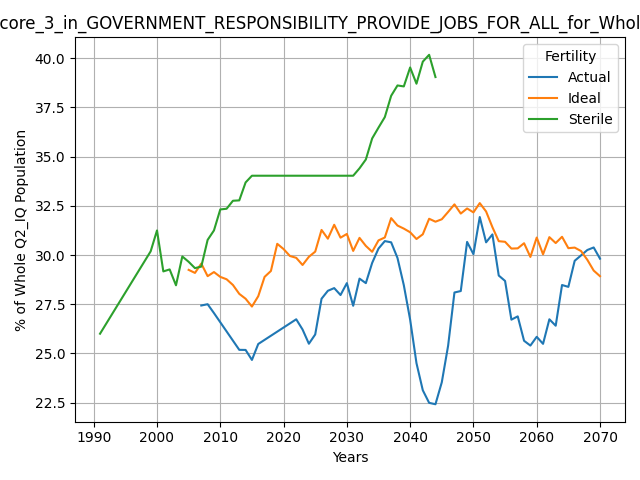 core_3_in_GOVERNMENT_RESPONSIBILITY_PROVIDE_JOBS_FOR_ALL_for_Whol
% of Whole Q2_IQ Population
40.0
37.5
35.0
32.5
30.0
27.5
25.0
22.5
Fertility
Actual
Ideal
Sterile
1990 2000 2010 2020 2030 2040 2050 2060 2070
Years